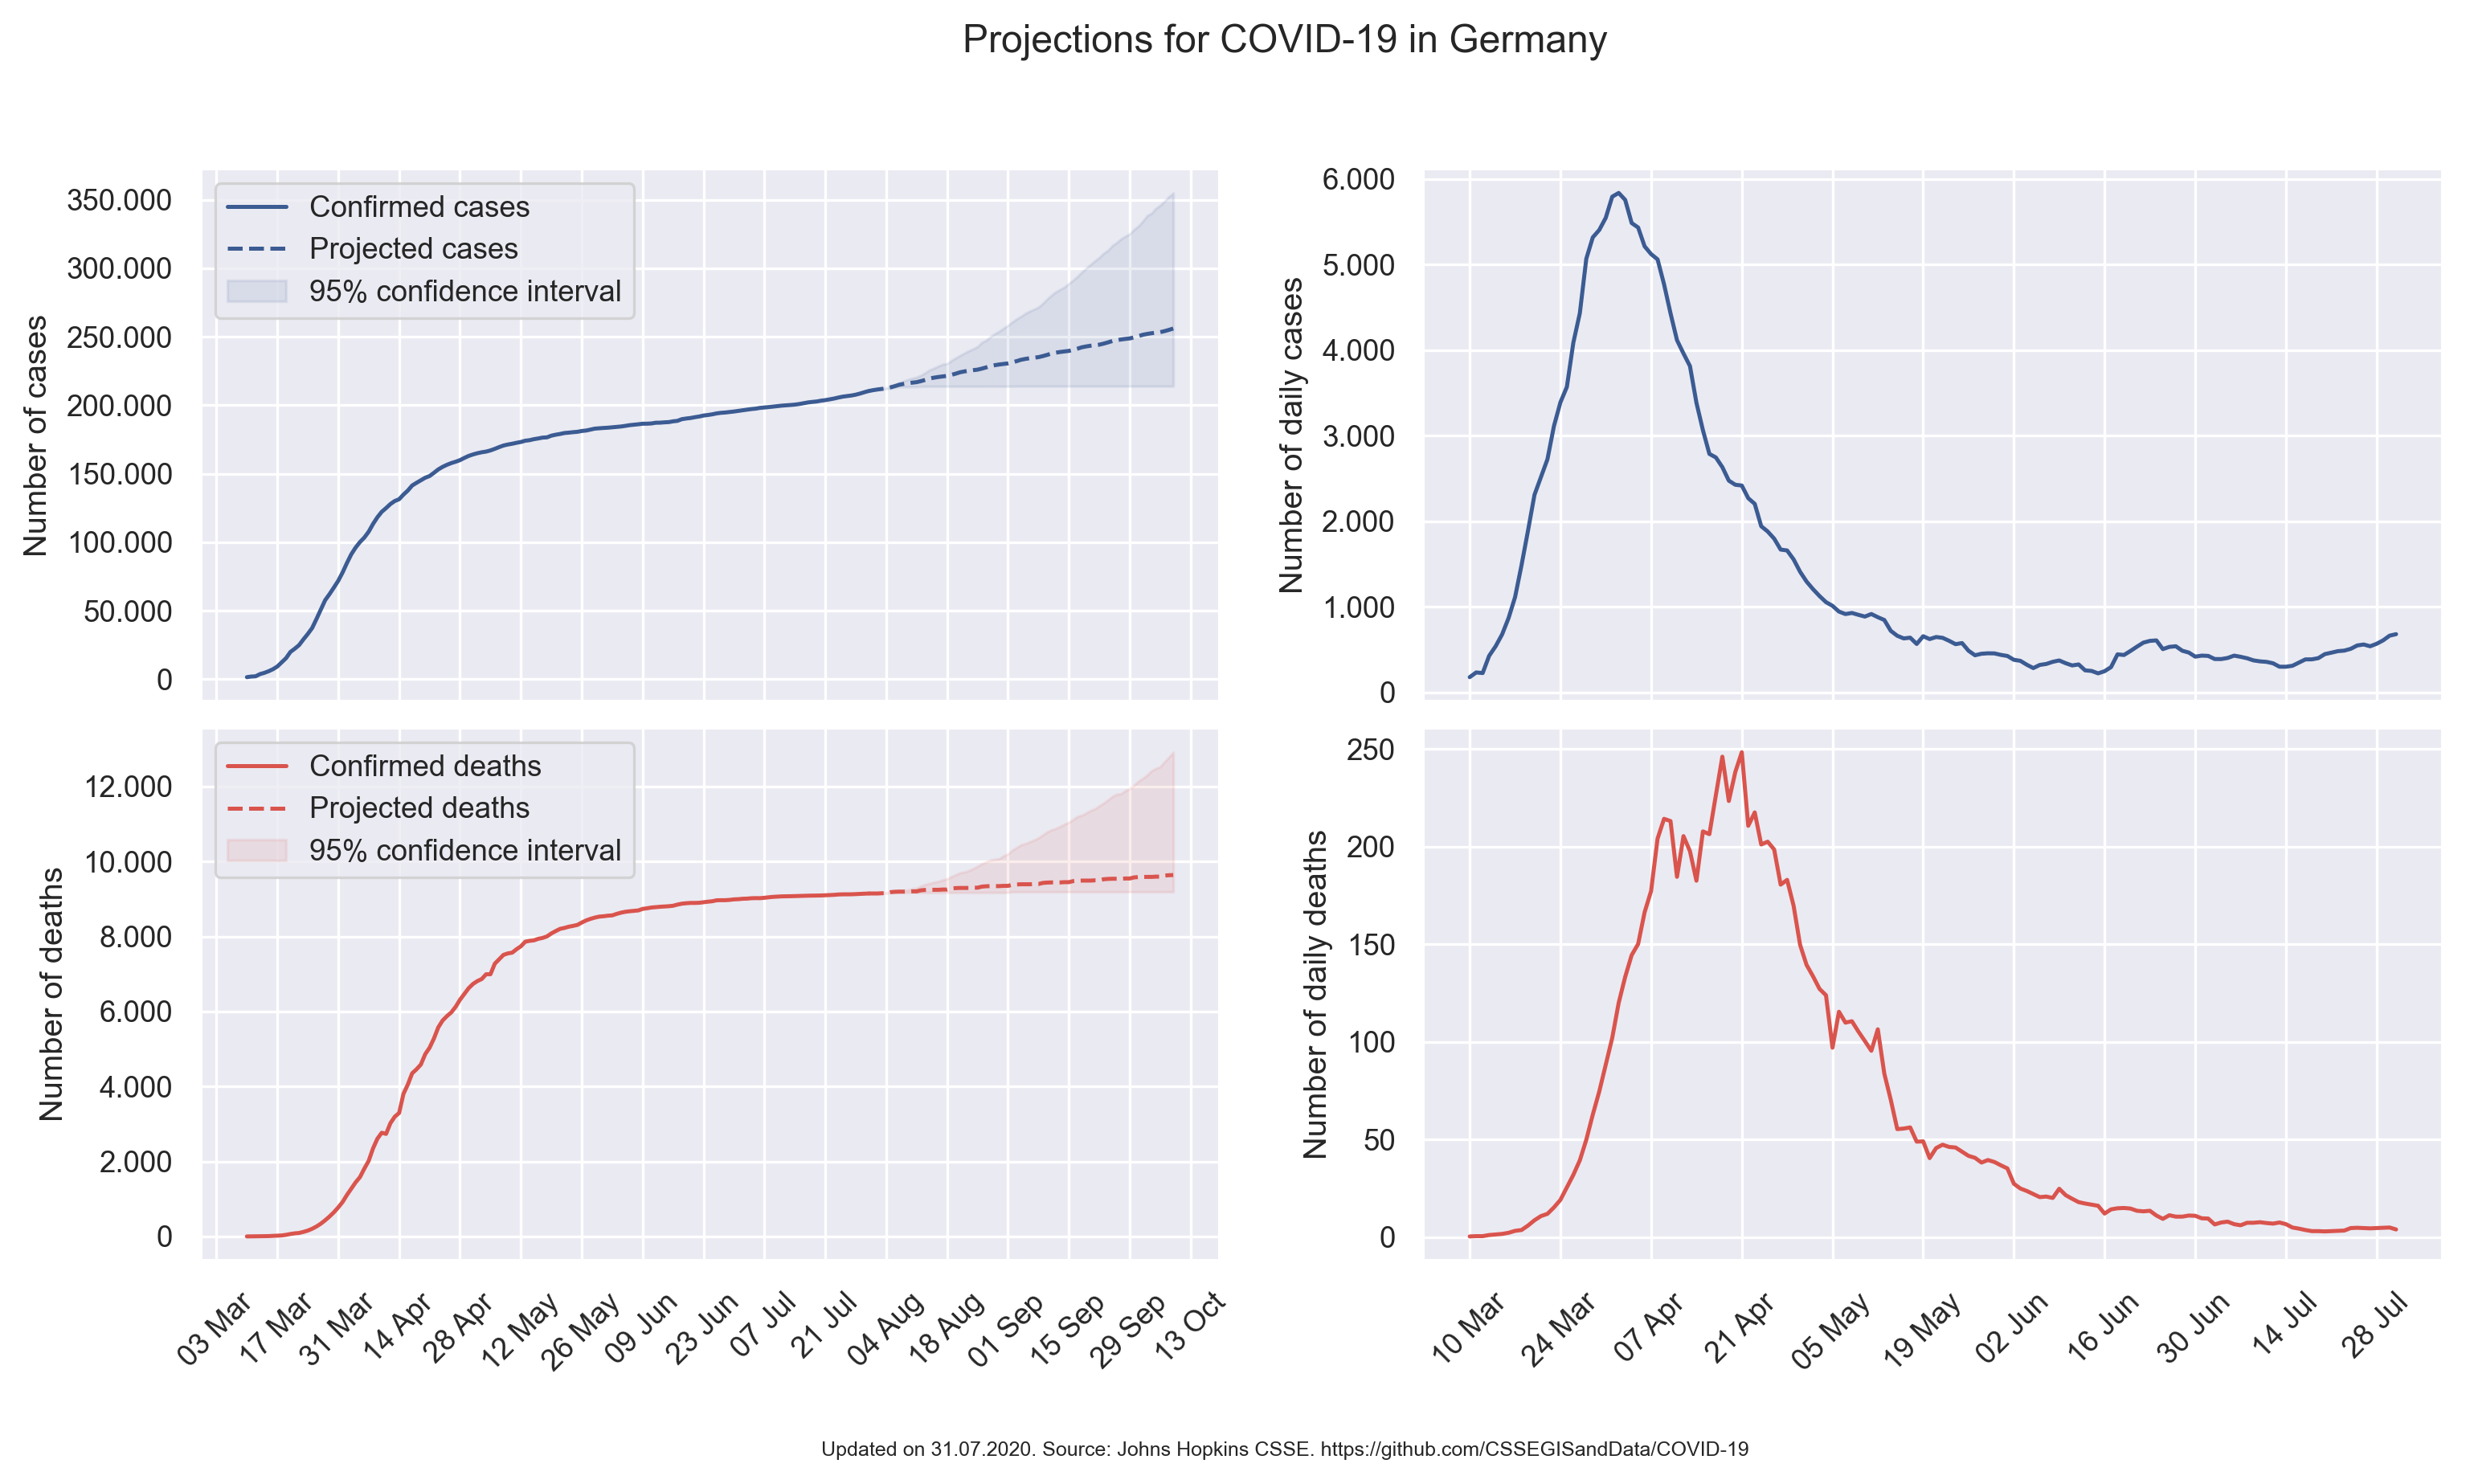 Projections for COVID-19 in Germany
Number of cases
350.000
300.000
250.000
200.000
150.000
100.000
50.000
0
Confirmed cases
Projected cases
95% confidence interval
Number of daily cases
6.000
5.000
4.000
3.000
2.000
1.000
0
Number of deaths
12.000
10.000
8.000
6.000
4.000
2.000
0
Confirmed deaths
Projected deaths
95% confidence interval
03 Mar
17 Mar
31 Mar
14 Apr
28 Apr
12 May
26 May
09 Jun
23 Jun
07 Jul
21 Jul
04 Aug
18 Aug
01 Sep
15 Sep
29 Sep
13 Oct
Number of daily deaths
250
200
150
100
50
0
10 Mar
24 Mar
07 Apr
21 Apr
05 May
19 May
02 Jun
16 Jun
30 Jun
14 Jul
28 Jul
Updated on 31.07.2020. Source: Johns Hopkins CSSE. https://github.com/CSSEGISandData/COVID-19